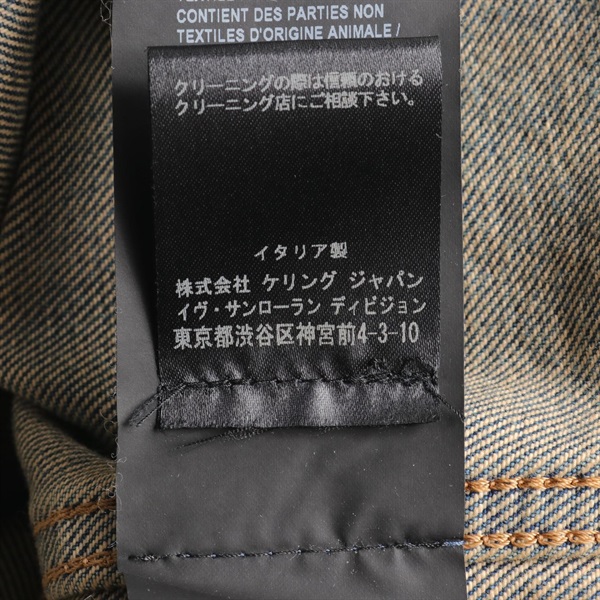 CONTIENT DES PARTIES NON
TEXTILES D'ORIGINE ANIMALE /
クリーニングの際は信頼のおける
クリーニング店にご相談下さい。
イタリア製
株式会社 ケリング ジャパン
イヴ・サンローラン ディビジョン
東京都渋谷区神宮前4-3-10